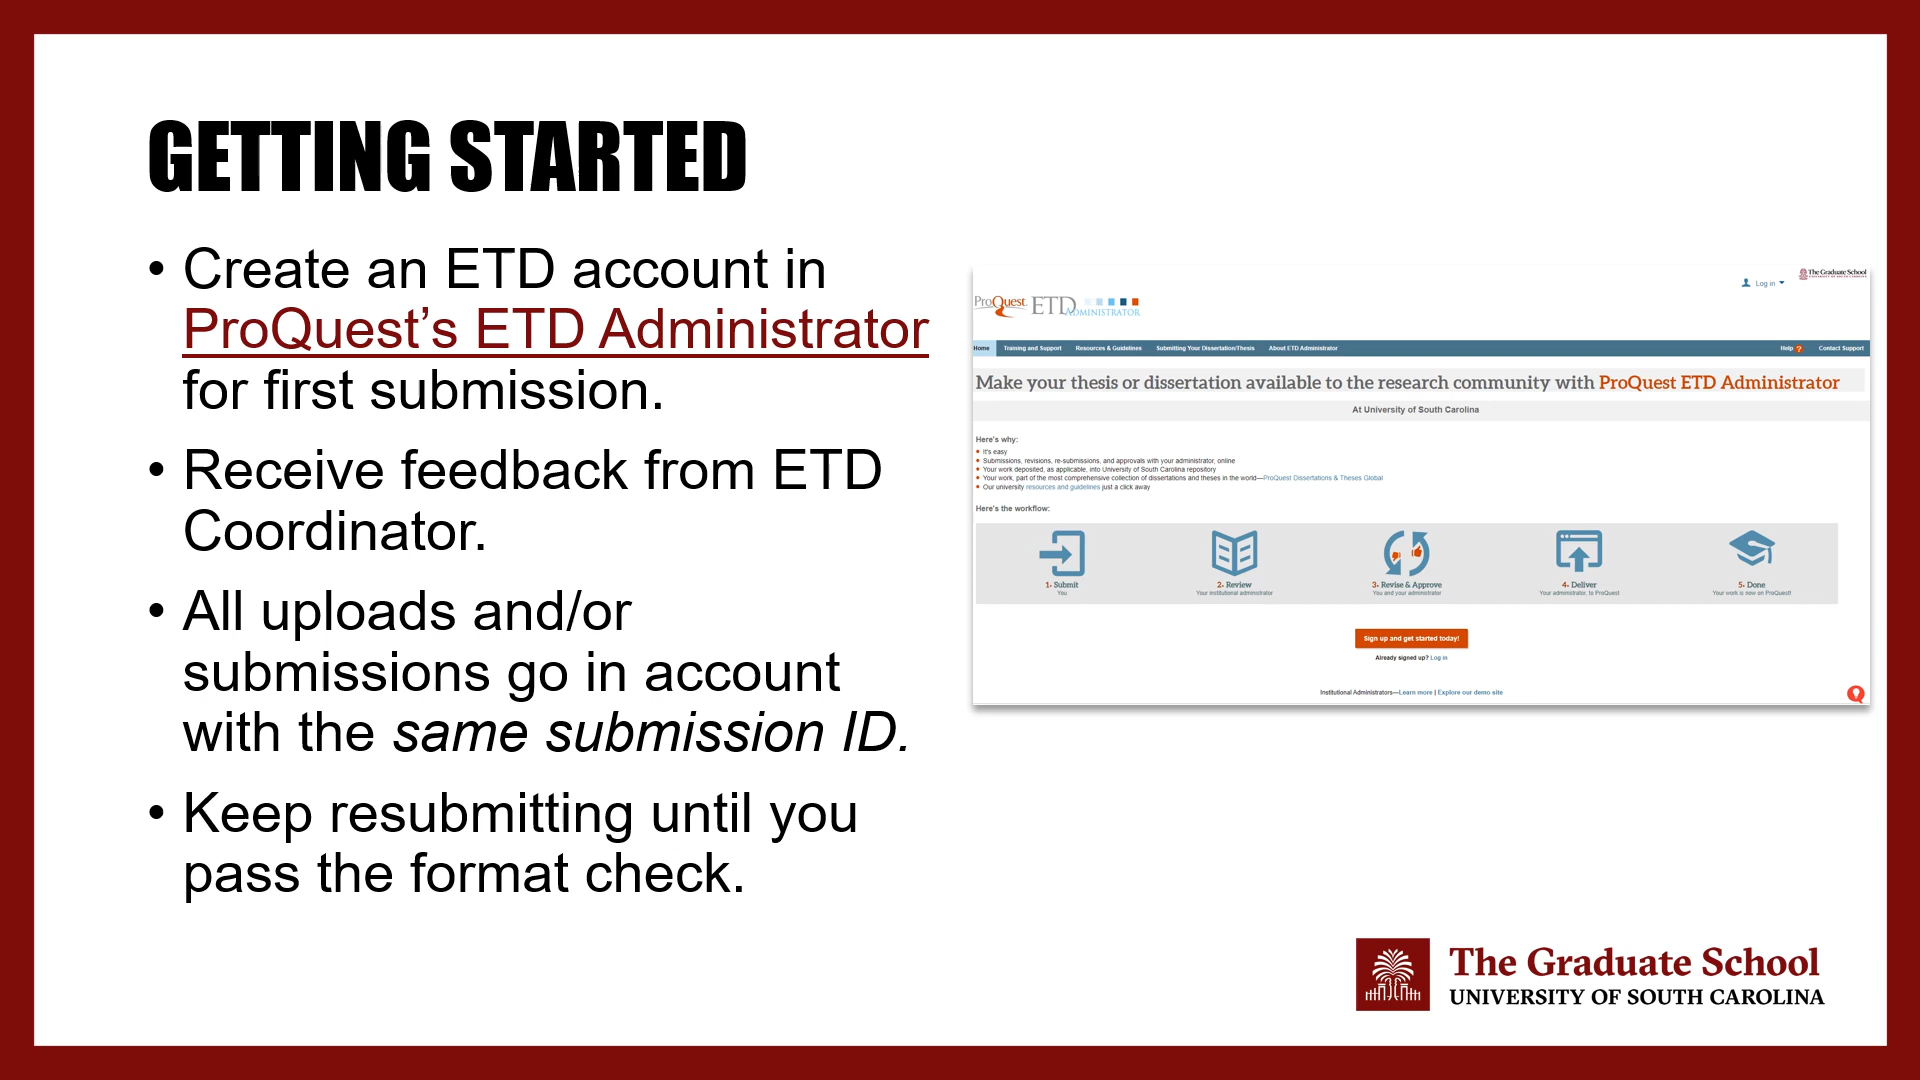 GETTING STARTED
• Create an ETD account in
ProQuest’s ETD Administrator
for first submission.
• Receive feedback from ETD
Coordinator.
• All uploads and/or
submissions go in account
with the same submission ID.
• Keep resubmitting until you
pass the format check.
The Graduate School
UNIVERSITY OF SOUTH CAROLINA
Log in
ProQuest ETD ADMINISTRATOR
Home Training and Support Resources & Guidelines Submitting Your Dissertation/Thesis About ETD Administrator Help ? Contact Support
Make your thesis or dissertation available to the research community with ProQuest ETD Administrator
At University of South Carolina
Here's why:
• It's easy
• Submissions, revisions, re-submissions, and approvals with your administrator, online
• Your work deposited, as applicable, into University of South Carolina repository
• Your work, part of the most comprehensive collection of dissertations and theses in the world—ProQuest Dissertations & Theses Global
• Our university resources and guidelines just a click away
Here's the workflow:
1. Submit
You
2. Review
Your institutional administrator
3. Revise & Approve
You and your administrator
4. Deliver
Your administrator, to ProQuest
5. Done
Your work is now on ProQuest!
Sign up and get started today!
Already signed up? Log in
Institutional Administrators—Learn more | Explore our demo site
The Graduate School
UNIVERSITY OF SOUTH CAROLINA